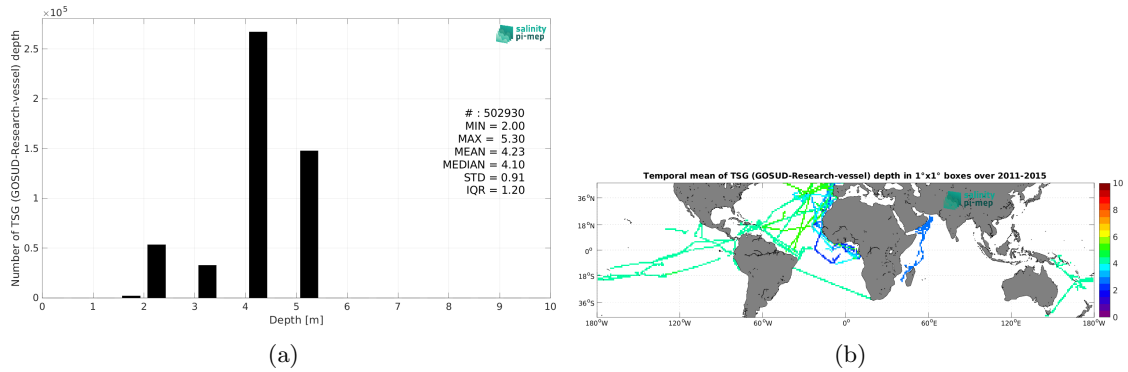 ×10⁵
salinity
pi-mep
2.5
2
1.5
1
0.5
0
Number of TSG (GOSUD-Research-vessel) depth
# : 502930
MIN = 2.00
MAX = 5.30
MEAN = 4.23
MEDIAN = 4.10
STD = 0.91
IQR = 1.20
0 1 2 3 4 5 6 7 8 9 10
Depth [m]
(a)
Temporal mean of TSG (GOSUD-Research-vessel) depth in 1°x1° boxes over 2011-2015
salinity
pi-mep
36°N
18°N
0°
18°S
36°S
180°W 120°W 60°W 0° 60°E 120°E 180°W
10
8
6
4
2
0
(b)